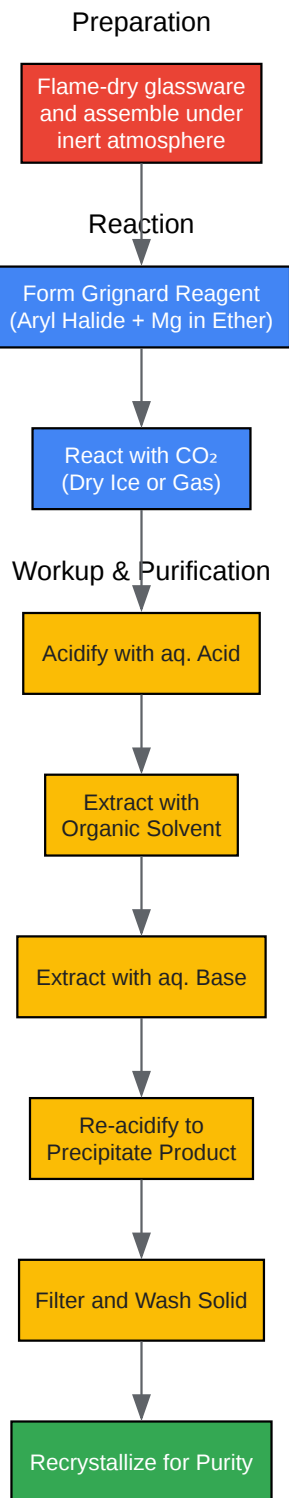 Preparation
Flame-dry glassware
and assemble under
inert atmosphere
Reaction
Form Grignard Reagent
(Aryl Halide + Mg in Ether)
React with CO₂
(Dry Ice or Gas)
Workup & Purification
Acidify with aq. Acid
Extract with
Organic Solvent
Extract with aq. Base
Re-acidify to
Precipitate Product
Filter and Wash Solid
Recrystallize for Purity